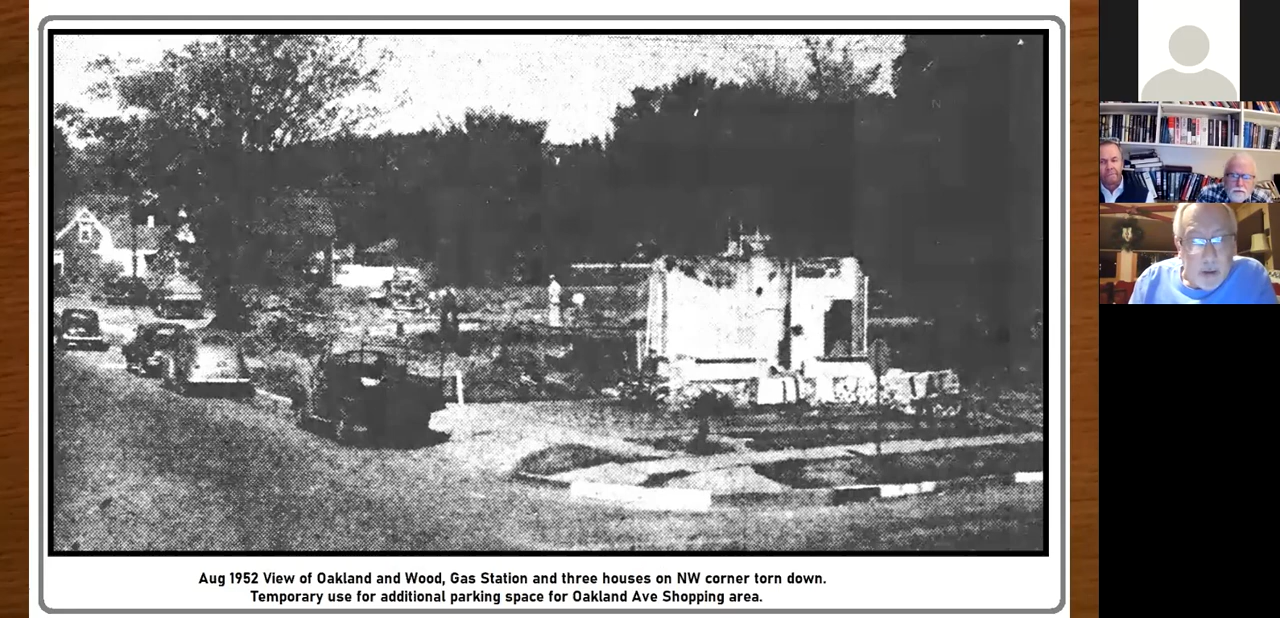 Aug 1952 View of Oakland and Wood, Gas Station and three houses on NW corner torn down.
Temporary use for additional parking space for Oakland Ave Shopping area.